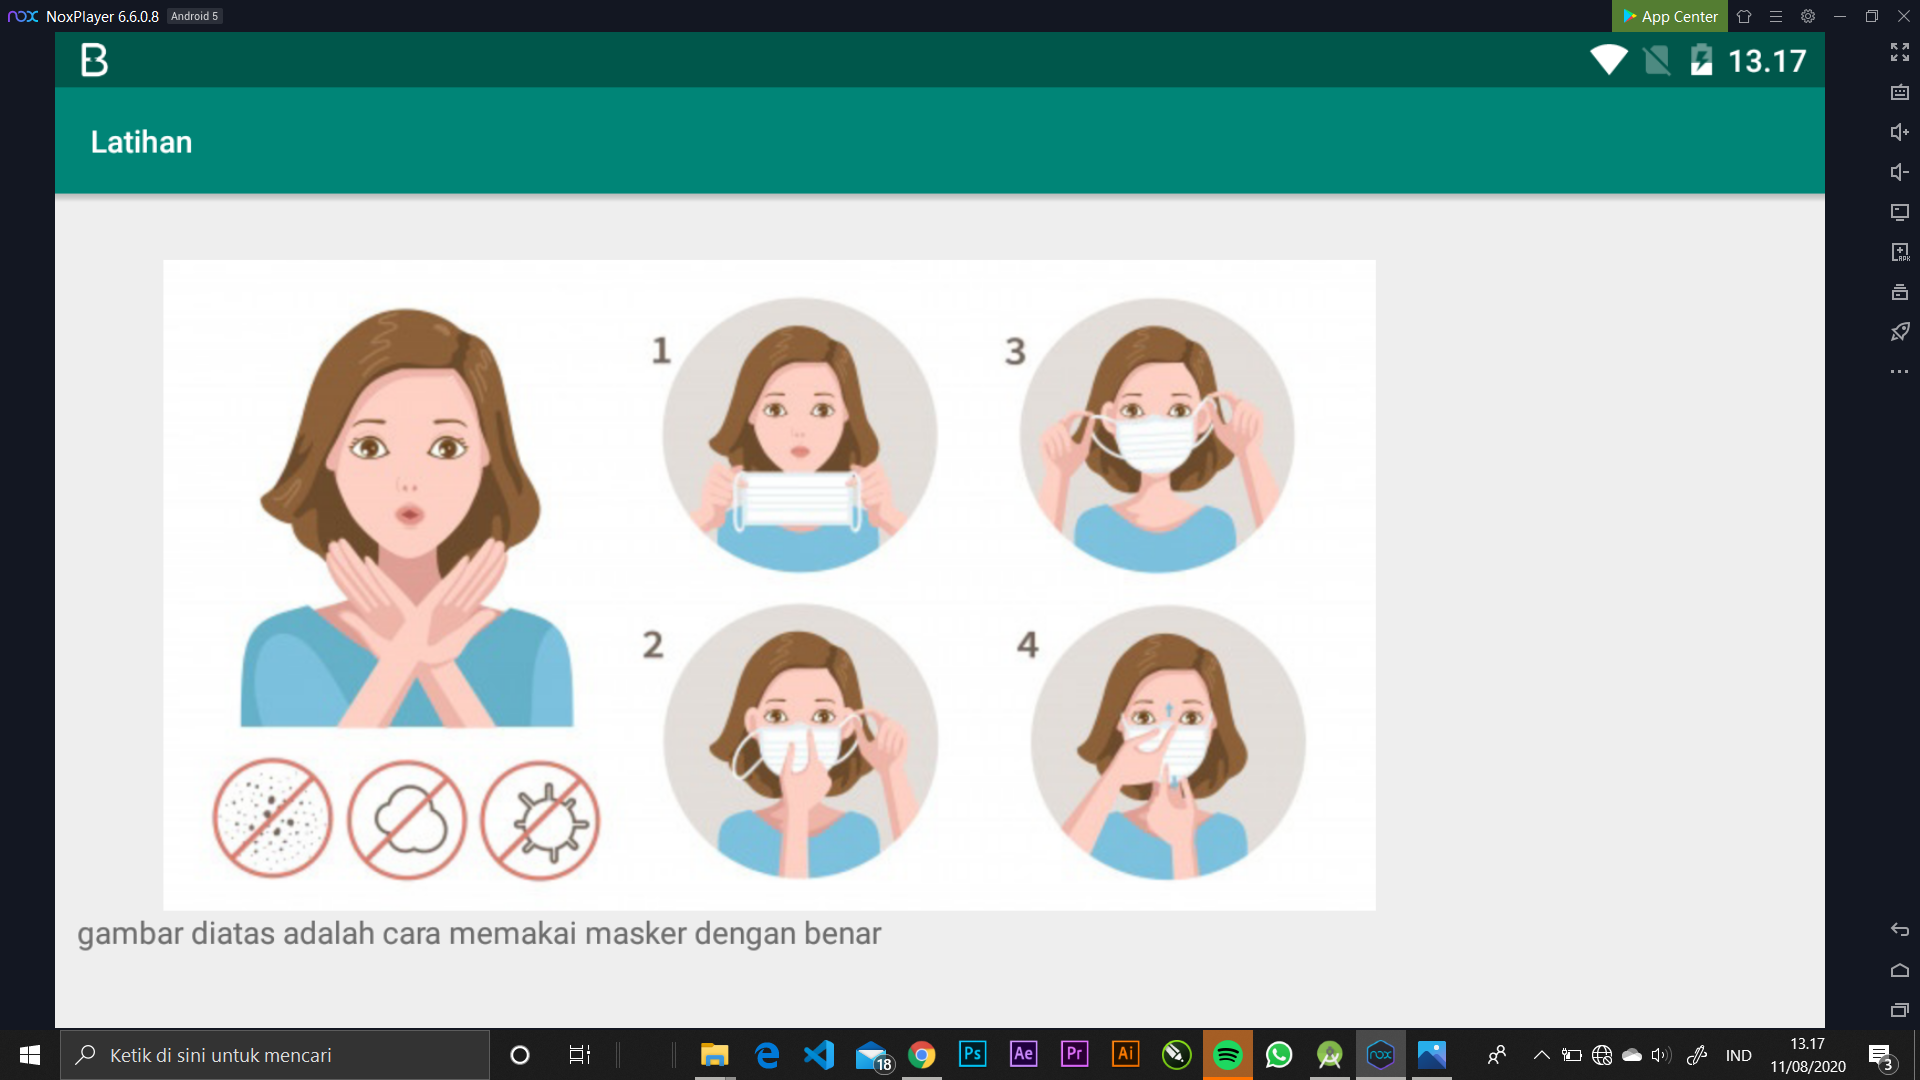 nox NoxPlayer 6.6.0.8 Android 5
App Center
B
13.17
Latihan
1
3
2
4
gambar diatas adalah cara memakai masker dengan benar
Ketik di sini untuk mencari
18
Ps
Ae
Pr
Ai
nox
IND
13.17
11/08/2020
3